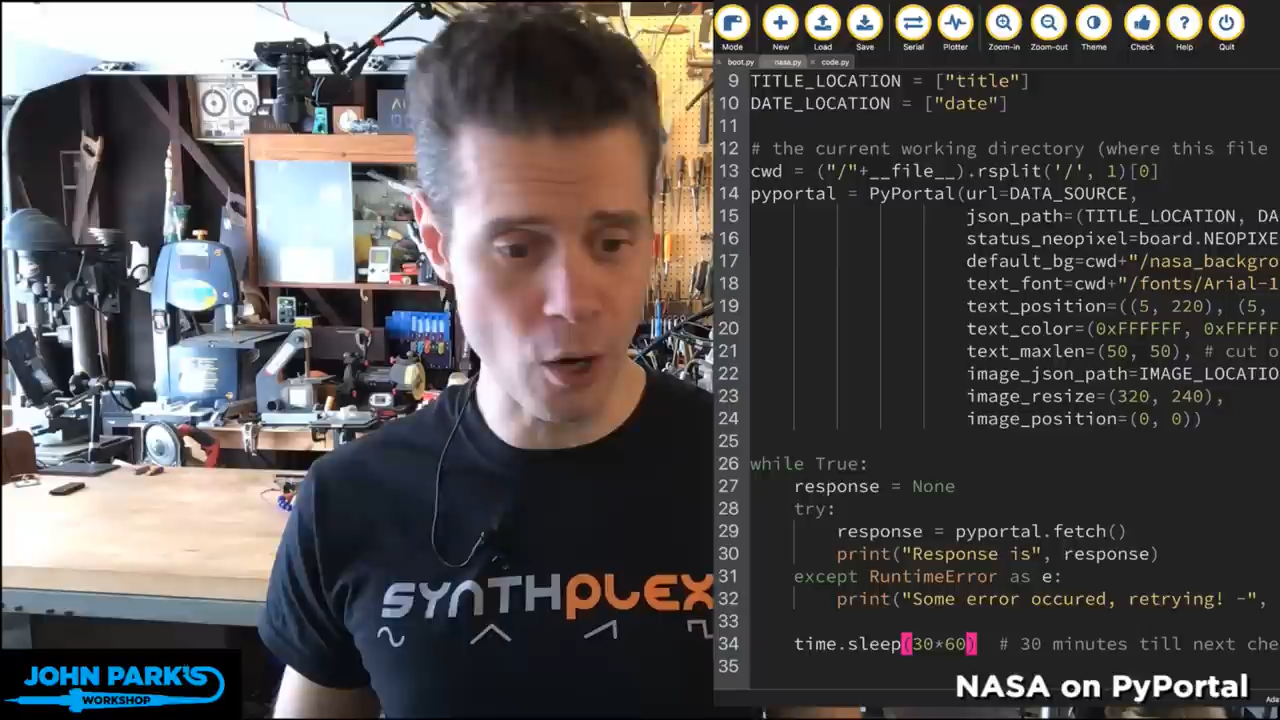 Mode New Load Save Serial Plotter Zoom-in Zoom-out Theme Check Help Quit
boot.py nasa.py code.py
9 TITLE_LOCATION = ["title"]
10 DATE_LOCATION = ["date"]
11
12 # the current working directory (where this file
13 cwd = ("/"+__file__).rsplit('/', 1)[0]
14 pyportal = PyPortal(url=DATA_SOURCE,
15 json_path=(TITLE_LOCATION, DA
16 status_neopixel=board.NEOPIXE
17 default_bg=cwd+"/nasa_backgro
18 text_font=cwd+"/fonts/Arial-1
19 text_position=((5, 220), (5,
20 text_color=(0xFFFFFF, 0xFFFFF
21 text_maxlen=(50, 50), # cut o
22 image_json_path=IMAGE_LOCATIO
23 image_resize=(320, 240),
24 image_position=(0, 0))
25
26 while True:
27 response = None
28 try:
29 response = pyportal.fetch()
30 print("Response is", response)
31 except RuntimeError as e:
32 print("Some error occured, retrying! -",
33
34 time.sleep(30*60) # 30 minutes till next che
35
SYNTHPLEX
JOHN PARK'S
WORKSHOP
NASA on PyPortal